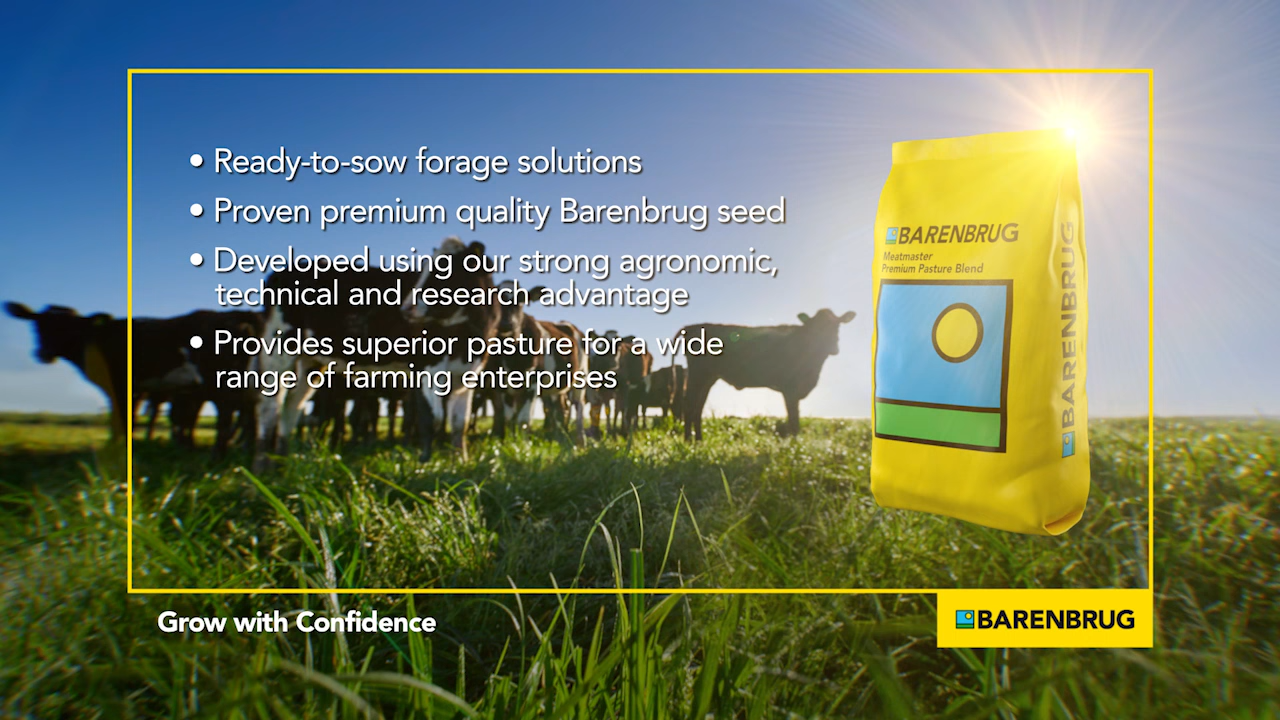 • Ready-to-sow forage solutions
• Proven premium quality Barenbrug seed
• Developed using our strong agronomic,
technical and research advantage
• Provides superior pasture for a wide
range of farming enterprises
BARENBRUG
Meatmaster
Premium Pasture Blend
BARENBRUG
Grow with Confidence
BARENBRUG